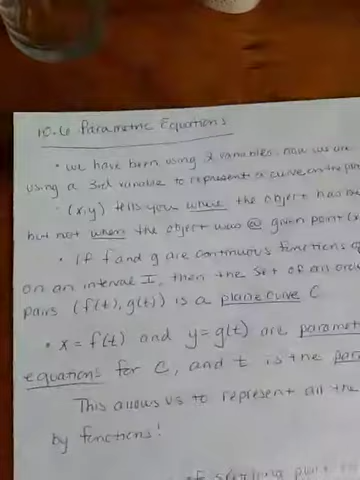 10.6 Parametric Equations
• we have been using 2 variables. now we are
using a 3rd variable to represent a curve on the
• (x,y) tells you where the object has
but not when the object was @ given point (x
• If f and g are continuous functions of
on an interval I, then the set of all
pairs (f(t), g(t)) is a plane curve C
• x = f(t) and y = g(t) are
equations for C, and t is the
This allows us to represent all the
by functions!